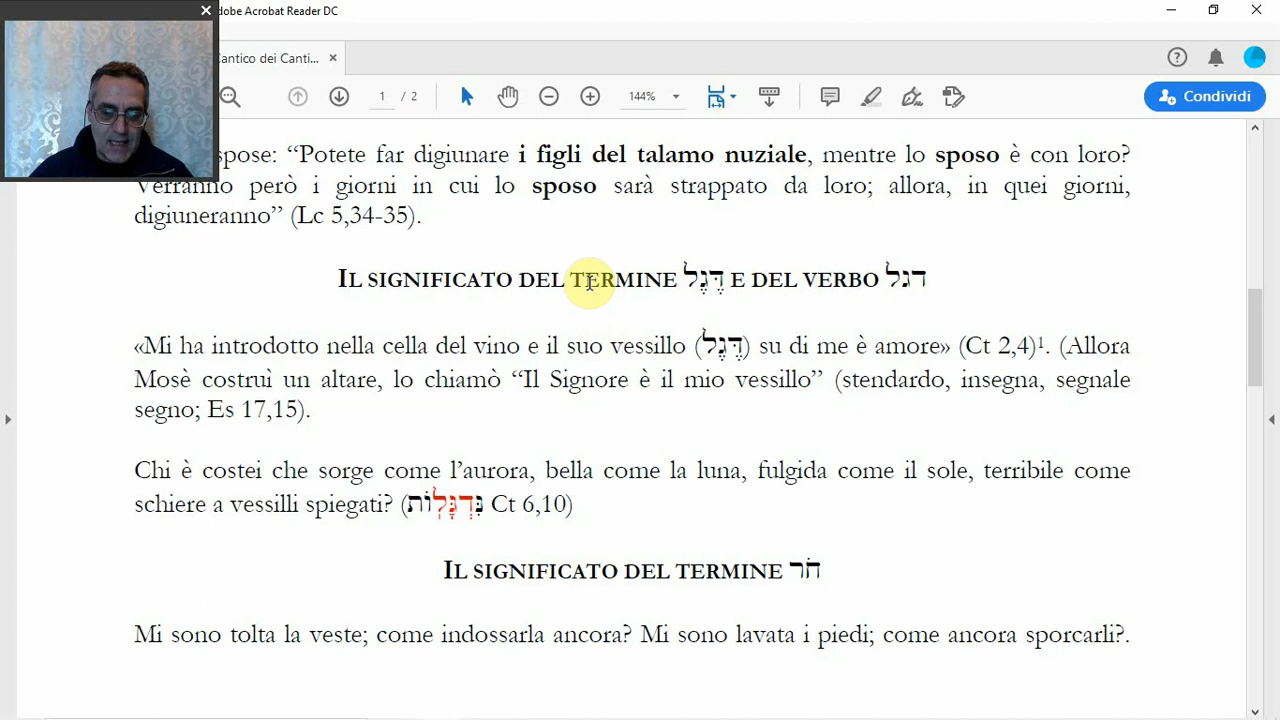 dobe Acrobat Reader DC
Cantico dei Canti...
1 / 2
144%
Condividi
spose: “Potete far digiunare i figli del talamo nuziale, mentre lo sposo è con loro?
Verranno però i giorni in cui lo sposo sarà strappato da loro; allora, in quei giorni,
digiuneranno” (Lc 5,34-35).
IL SIGNIFICATO DEL TERMINE דֶּגֶל E DEL VERBO דגל
«Mi ha introdotto nella cella del vino e il suo vessillo (דֶּגֶל) su di me è amore» (Ct 2,4)¹. (Allora
Mosè costruì un altare, lo chiamò “Il Signore è il mio vessillo” (stendardo, insegna, segnale
segno; Es 17,15).
Chi è costei che sorge come l’aurora, bella come la luna, fulgida come il sole, terribile come
schiere a vessilli spiegati? (נִּדְגָּלֽוֹת Ct 6,10)
IL SIGNIFICATO DEL TERMINE חֹר
Mi sono tolta la veste; come indossarla ancora? Mi sono lavata i piedi; come ancora sporcarli?.